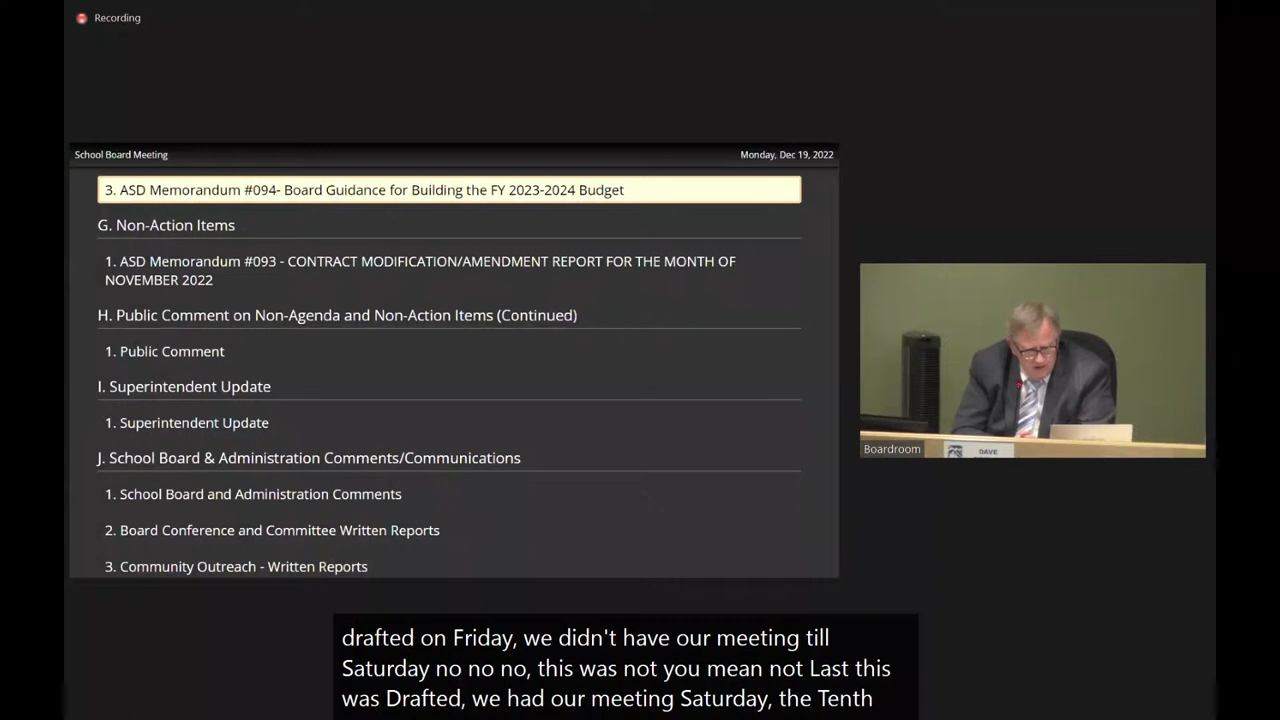 Recording
School Board Meeting
Monday, Dec 19, 2022
3. ASD Memorandum #094- Board Guidance for Building the FY 2023-2024 Budget
G. Non-Action Items
1. ASD Memorandum #093 - CONTRACT MODIFICATION/AMENDMENT REPORT FOR THE MONTH OF
NOVEMBER 2022
H. Public Comment on Non-Agenda and Non-Action Items (Continued)
1. Public Comment
I. Superintendent Update
1. Superintendent Update
J. School Board & Administration Comments/Communications
1. School Board and Administration Comments
2. Board Conference and Committee Written Reports
3. Community Outreach - Written Reports
Boardroom
DAVE
drafted on Friday, we didn't have our meeting till
Saturday no no no, this was not you mean not Last this
was Drafted, we had our meeting Saturday, the Tenth